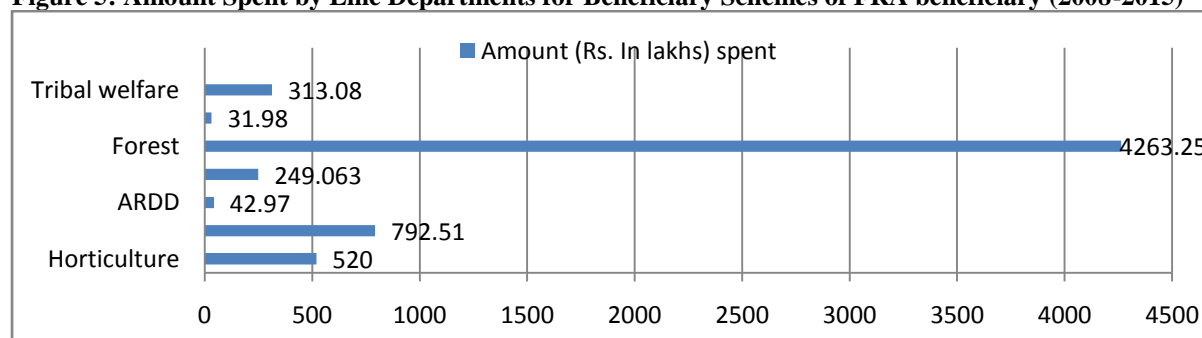 Figure 5: Amount Spent by Line Departments for Beneficiary Schemes of FRA beneficiary (2008-2015)
Amount (Rs. In lakhs) spent
Tribal welfare 313.08
31.98
Forest 4263.25
249.063
ARDD 42.97
792.51
Horticulture 520
0 500 1000 1500 2000 2500 3000 3500 4000 4500